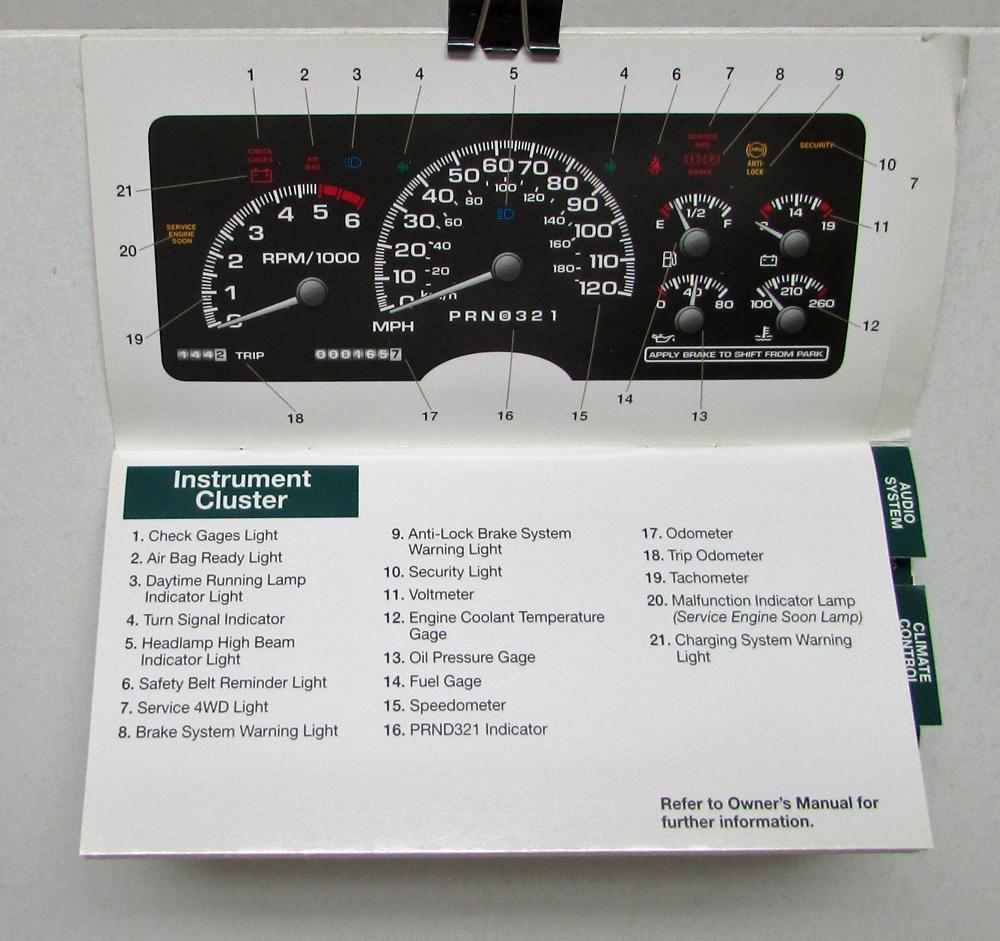 1 2 3 4 5 4 6 7 8 9
10
7
11
12
13
14
15
16
17
18
19
20
21
CHECK
GAGES
AIR
BAG
SERVICE
4WD
BRAKE
ANTI-
LOCK
SECURITY
SERVICE
ENGINE
SOON
1 2 3 4 5 6
RPM/1000
0 10 20 30 40 50 60 70 80 90 100 110 120
20 40 60 80 100 120 140 160 180
MPH
PRND321
E 1/2 F
14 19
0 40 80
100 210 260
APPLY BRAKE TO SHIFT FROM PARK
1442 TRIP
0001657
Instrument
Cluster
1. Check Gages Light
2. Air Bag Ready Light
3. Daytime Running Lamp
Indicator Light
4. Turn Signal Indicator
5. Headlamp High Beam
Indicator Light
6. Safety Belt Reminder Light
7. Service 4WD Light
8. Brake System Warning Light
9. Anti-Lock Brake System
Warning Light
10. Security Light
11. Voltmeter
12. Engine Coolant Temperature
Gage
13. Oil Pressure Gage
14. Fuel Gage
15. Speedometer
16. PRND321 Indicator
17. Odometer
18. Trip Odometer
19. Tachometer
20. Malfunction Indicator Lamp
(Service Engine Soon Lamp)
21. Charging System Warning
Light
Refer to Owner's Manual for
further information.
AUDIO
SYSTEM
CLIMATE
CONTROL